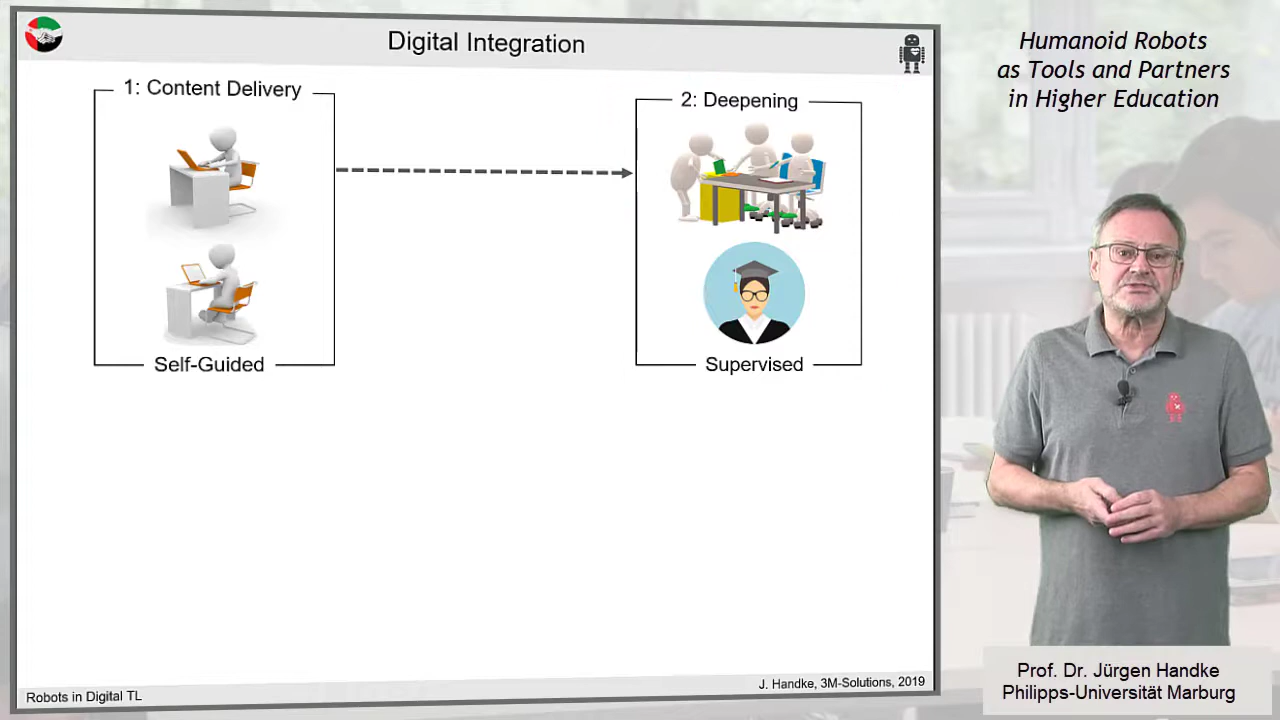 Digital Integration
1: Content Delivery
Self-Guided
2: Deepening
Supervised
Robots in Digital TL
J. Handke, 3M-Solutions, 2019
Humanoid Robots
as Tools and Partners
in Higher Education
Prof. Dr. Jürgen Handke
Philipps-Universität Marburg